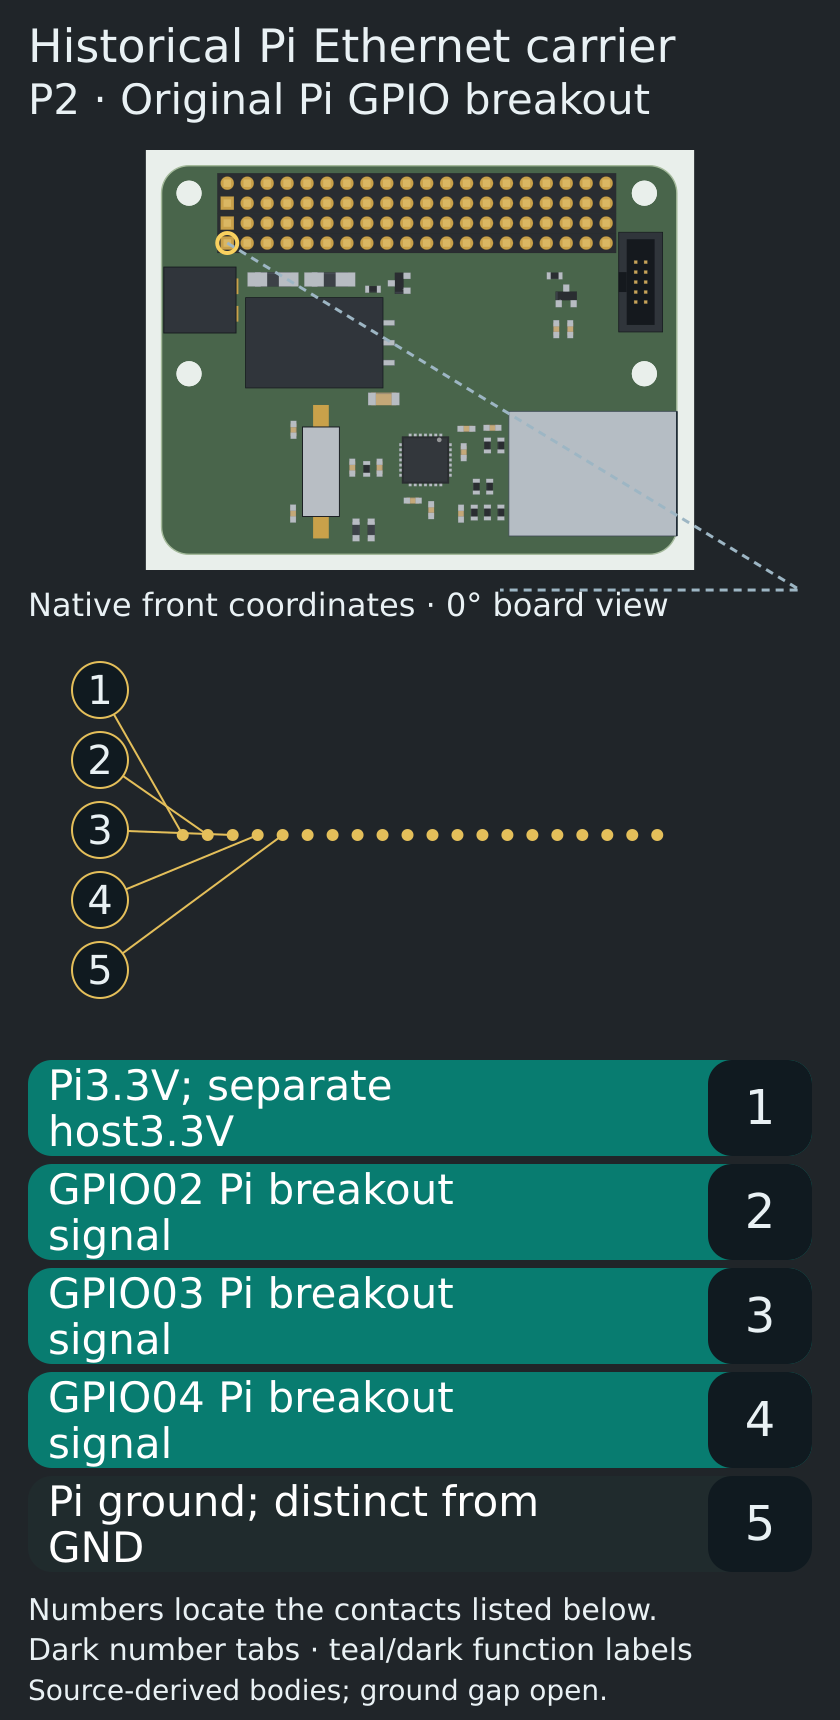 Historical Pi Ethernet carrier
P2 · Original Pi GPIO breakout
Native front coordinates · 0° board view
1
2
3
4
5
Pi3.3V; separate
host3.3V
1
GPIO02 Pi breakout
signal
2
GPIO03 Pi breakout
signal
3
GPIO04 Pi breakout
signal
4
Pi ground; distinct from
GND
5
Numbers locate the contacts listed below.
Dark number tabs · teal/dark function labels
Source-derived bodies; ground gap open.